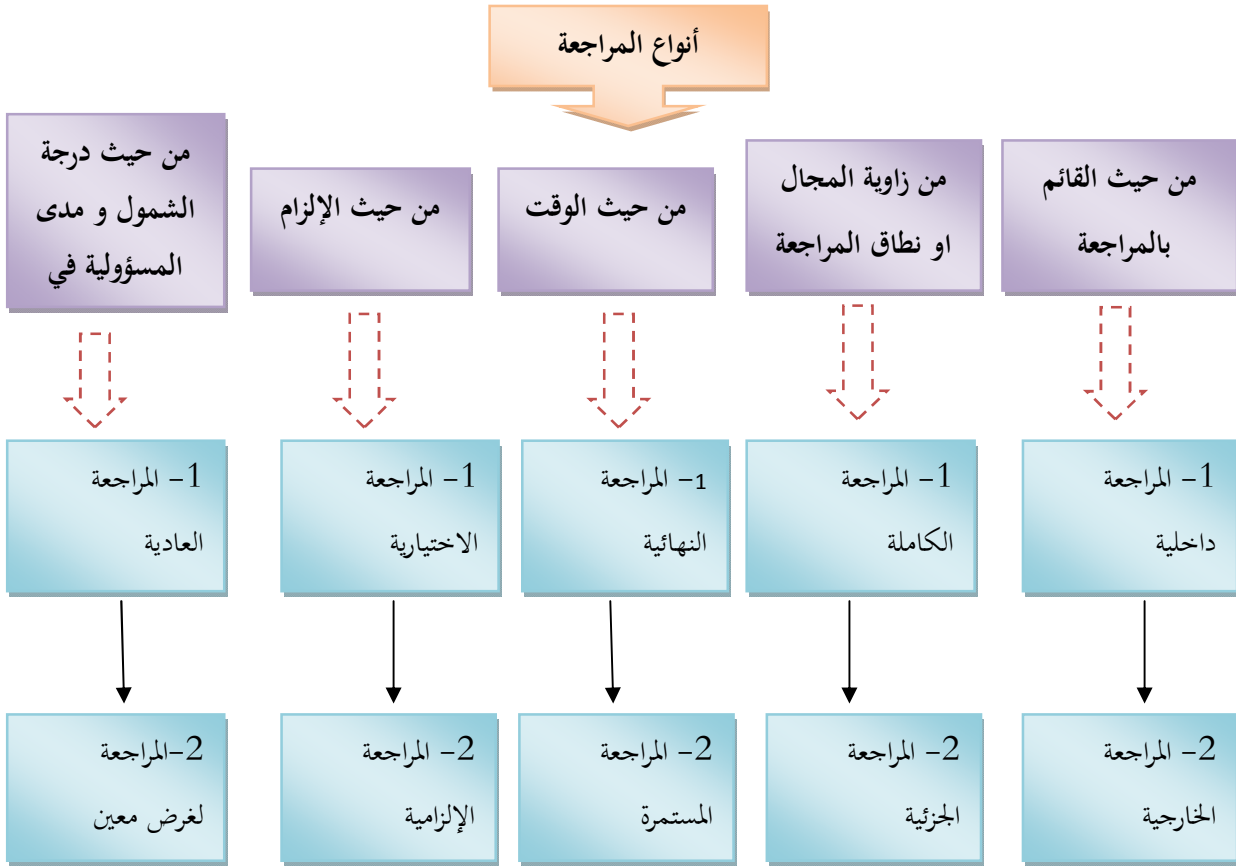 أنواع المراجعة
من حيث القائم
بالمراجعة
من زاوية المجال
او نطاق المراجعة
من حيث الوقت
من حيث الإلزام
من حيث درجة
الشمول و مدى
المسؤولية في
1- المراجعة
داخلية
1- المراجعة
الكاملة
1- المراجعة
النهائية
1- المراجعة
الاختيارية
1- المراجعة
العادية
2- المراجعة
الخارجية
2- المراجعة
الجزئية
2- المراجعة
المستمرة
2- المراجعة
الإلزامية
2-المراجعة
لغرض معين